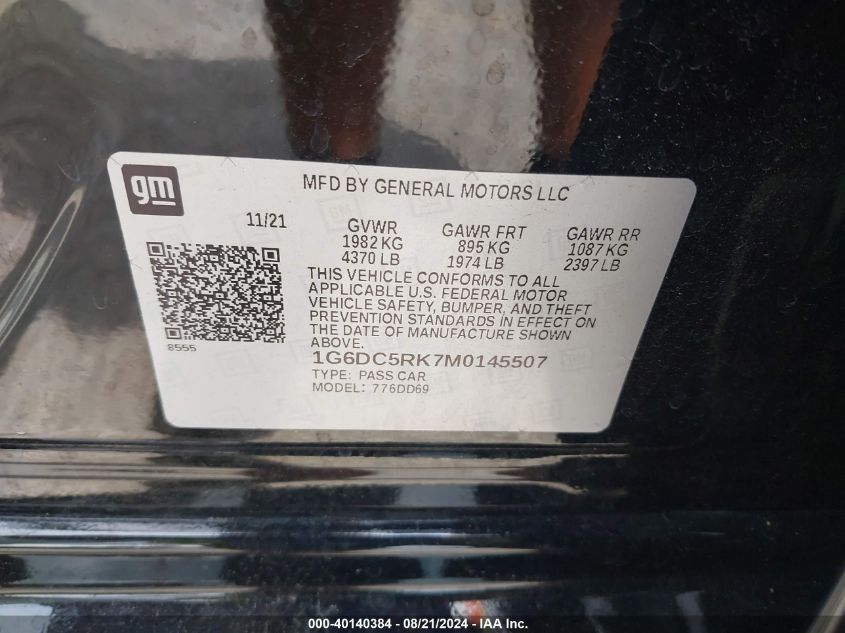 gm
MFD BY GENERAL MOTORS LLC
11/21
GVWR GAWR FRT GAWR RR
1982 KG 895 KG 1087 KG
4370 LB 1974 LB 2397 LB
THIS VEHICLE CONFORMS TO ALL
APPLICABLE U.S. FEDERAL MOTOR
VEHICLE SAFETY, BUMPER, AND THEFT
PREVENTION STANDARDS IN EFFECT ON
THE DATE OF MANUFACTURE SHOWN
ABOVE.
8555
1G6DC5RK7M0145507
TYPE: PASS CAR
MODEL: 776DD69
000-40140384 - 08/21/2024 - IAA Inc.